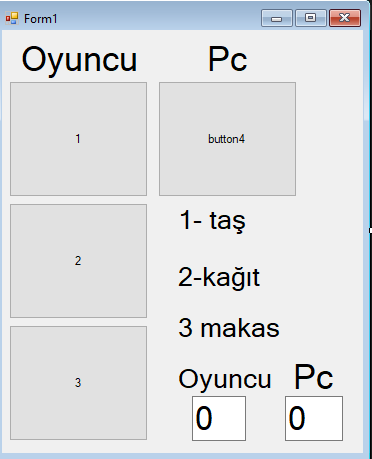 Form1
Oyuncu Pc
1 button4
1- taş
2
2-kağıt
3 makas
3
Oyuncu Pc
0 0